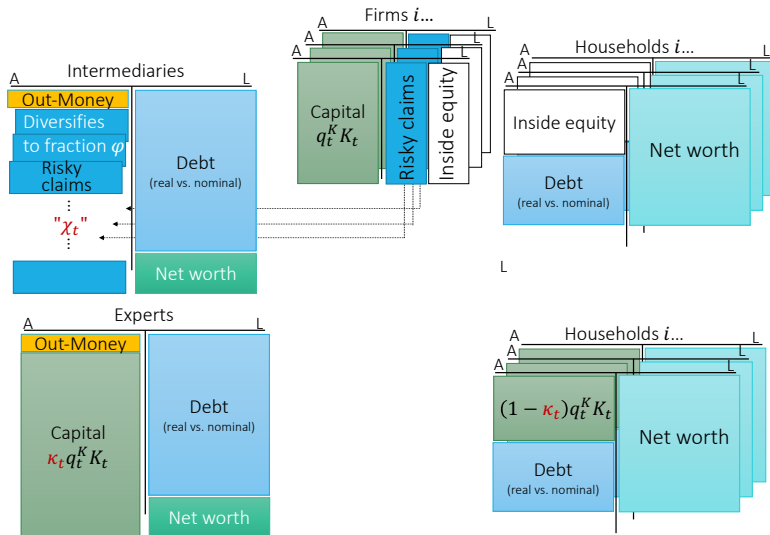 Firms i...
A L
A L
A L
Capital
q_t^K K_t
Risky claims
Inside equity
Intermediaries
A L
Out-Money
Diversifies
to fraction φ
Risky
claims
⋮
"χ_t"
⋮
Debt
(real vs. nominal)
Net worth
Households i...
A L
A L
A L
Inside equity
Debt
(real vs. nominal)
Net worth
L
Experts
A L
Out-Money
Capital
κ_t q_t^K K_t
Debt
(real vs. nominal)
Net worth
Households i...
A L
A L
A L
(1 − κ_t)q_t^K K_t
Debt
(real vs. nominal)
Net worth